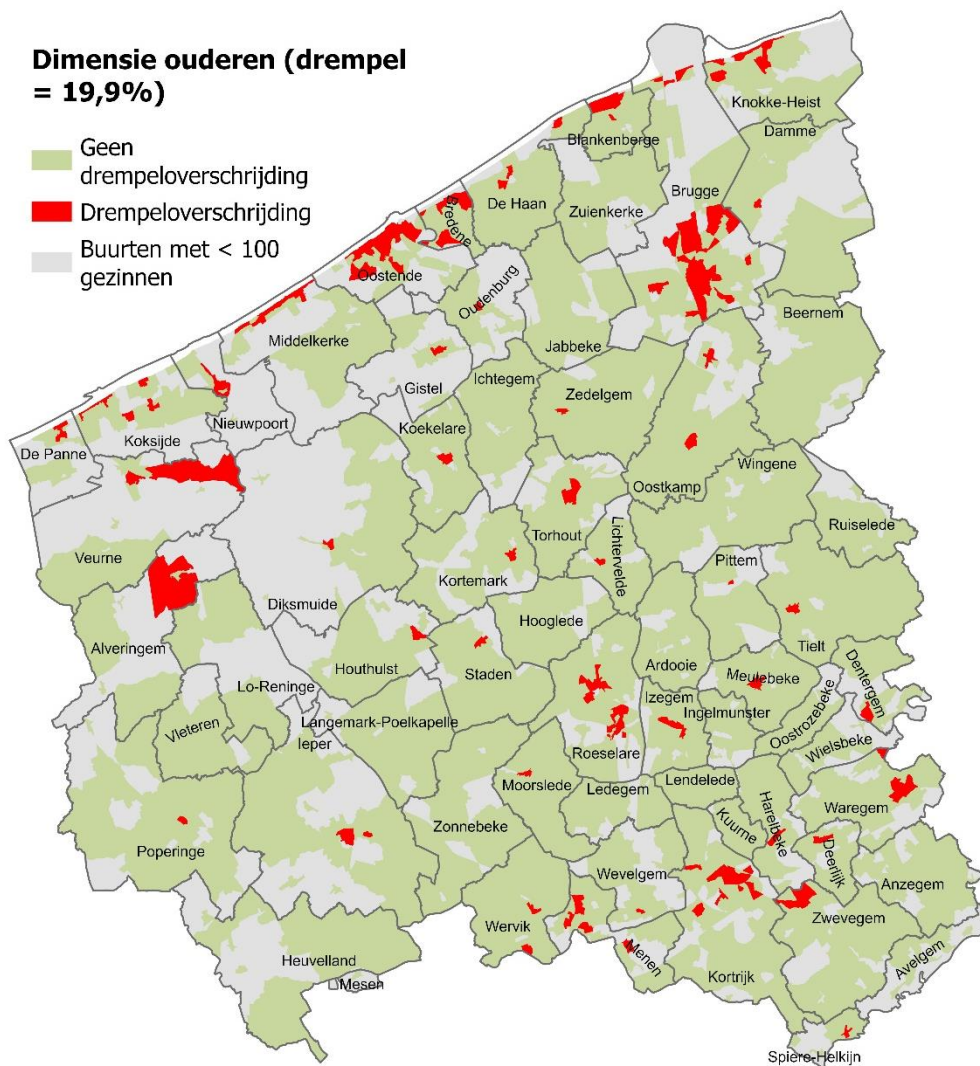 Dimensie ouderen (drempel
= 19,9%)
Geen
drempeloverschrijding
Drempeloverschrijding
Buurten met < 100
gezinnen
Knokke-Heist
Damme
Blankenberge
Brugge
De Haan
Zuienkerke
Bredene
Oostende
Oudenburg
Beernem
Middelkerke
Jabbeke
Gistel
Ichtegem
Zedelgem
Nieuwpoort
Koekelare
Koksijde
De Panne
Wingene
Oostkamp
Ruiselede
Torhout
Lichtervelde
Veurne
Pittem
Kortemark
Diksmuide
Hooglede
Alveringem
Houthulst
Staden
Ardooie
Tielt
Meulebeke
Dentergem
Lo-Reninge
Izegem
Ingelmunster
Oostrozebeke
Vleteren
Langemark-Poelkapelle
Ieper
Roeselare
Wielsbeke
Moorslede
Ledegem
Lendelede
Waregem
Harelbeke
Kuurne
Zonnebeke
Deerlijk
Poperinge
Wevelgem
Anzegem
Zwevegem
Wervik
Menen
Avelgem
Heuvelland
Kortrijk
Mesen
Spiere-Helkijn